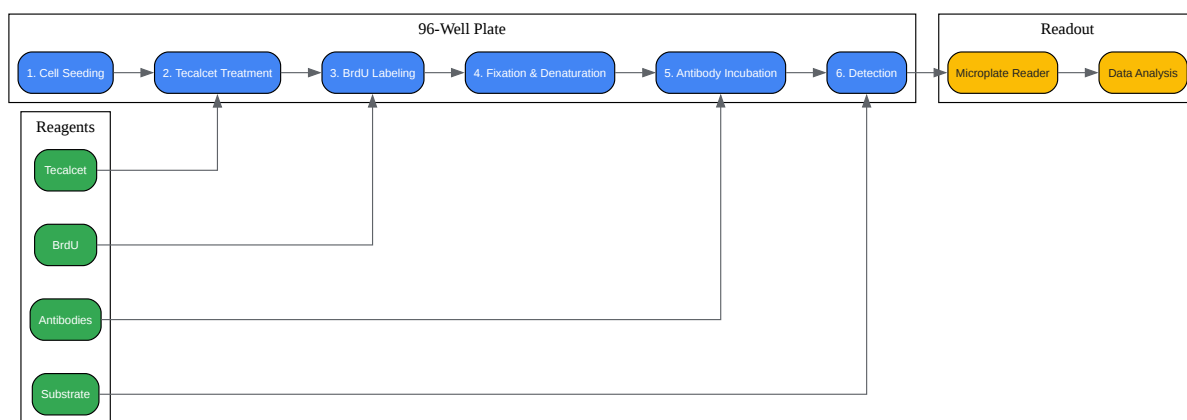 96-Well Plate
1. Cell Seeding
2. Tecalcet Treatment
3. BrdU Labeling
4. Fixation & Denaturation
5. Antibody Incubation
6. Detection
Readout
Microplate Reader
Data Analysis
Reagents
Tecalcet
BrdU
Antibodies
Substrate